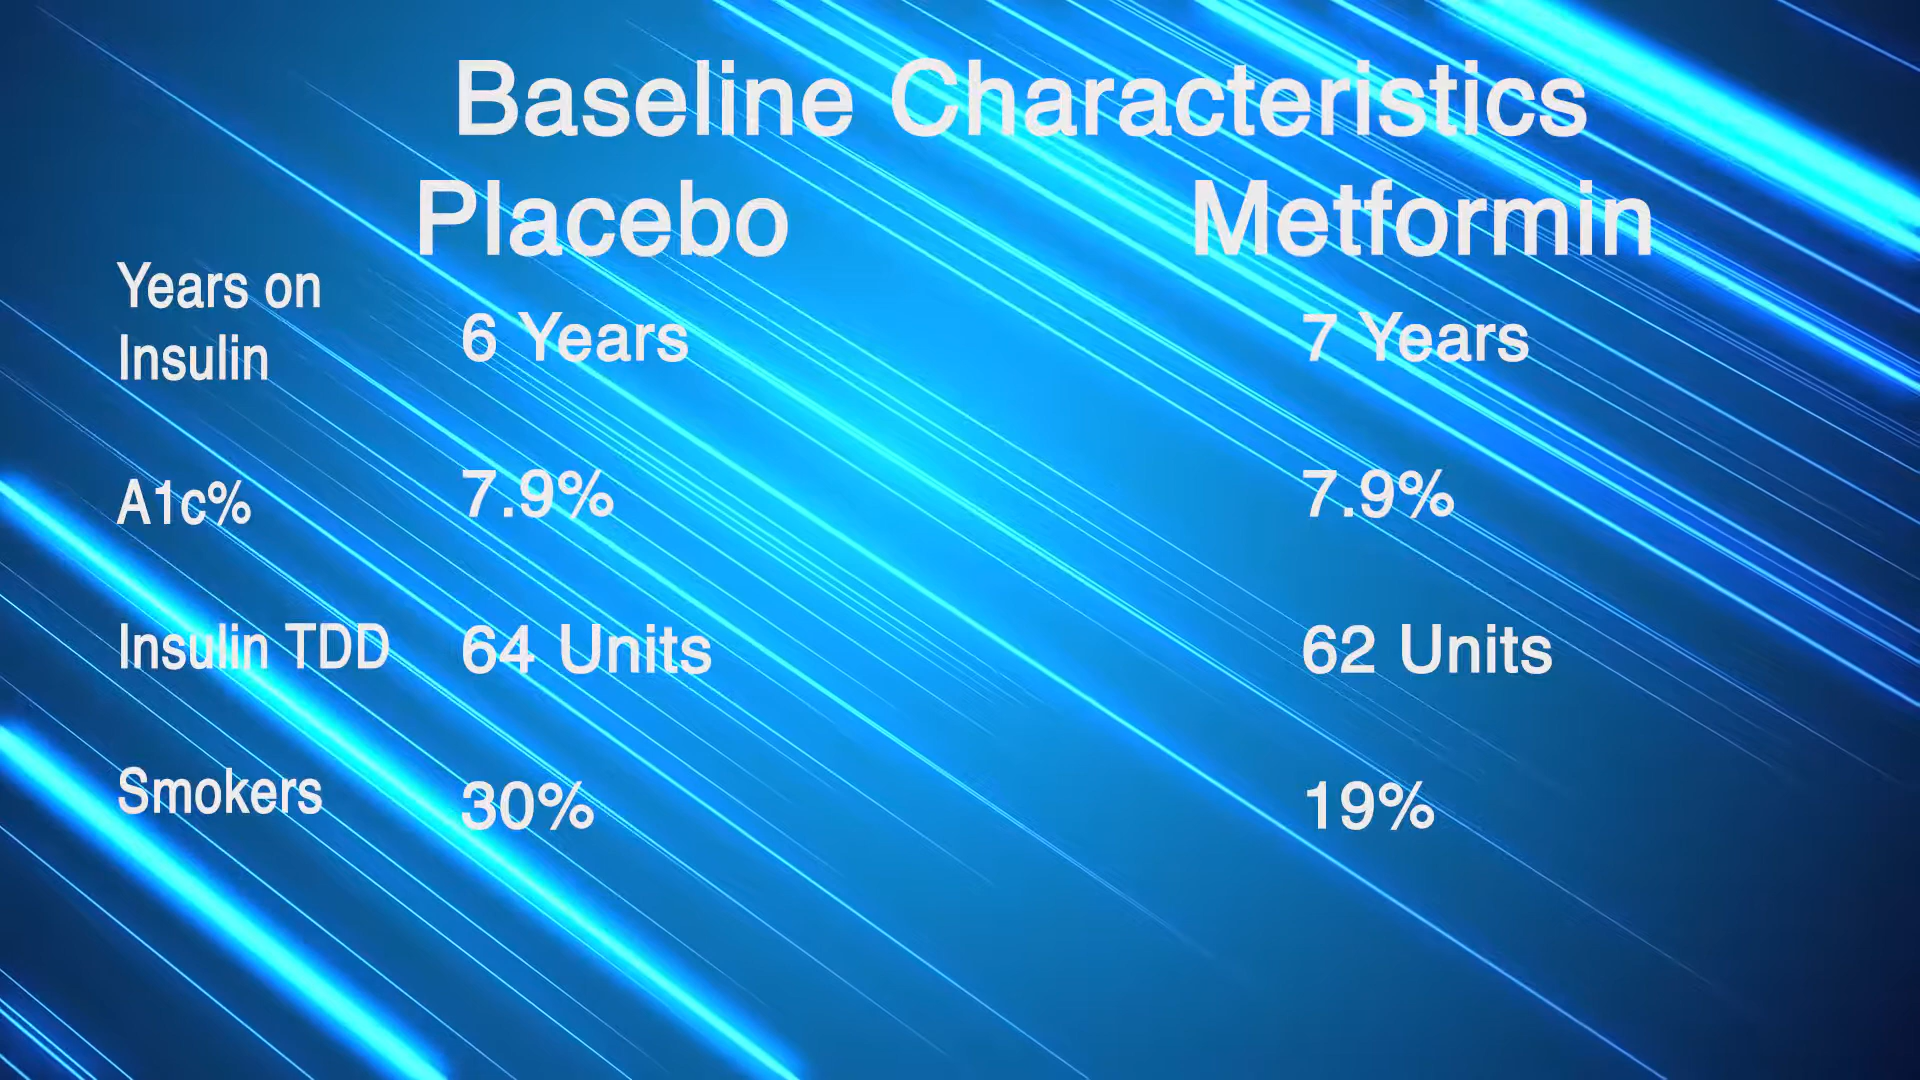 Baseline Characteristics
Placebo Metformin
Years on
Insulin
6 Years 7 Years
A1c% 7.9% 7.9%
Insulin TDD 64 Units 62 Units
Smokers 30% 19%